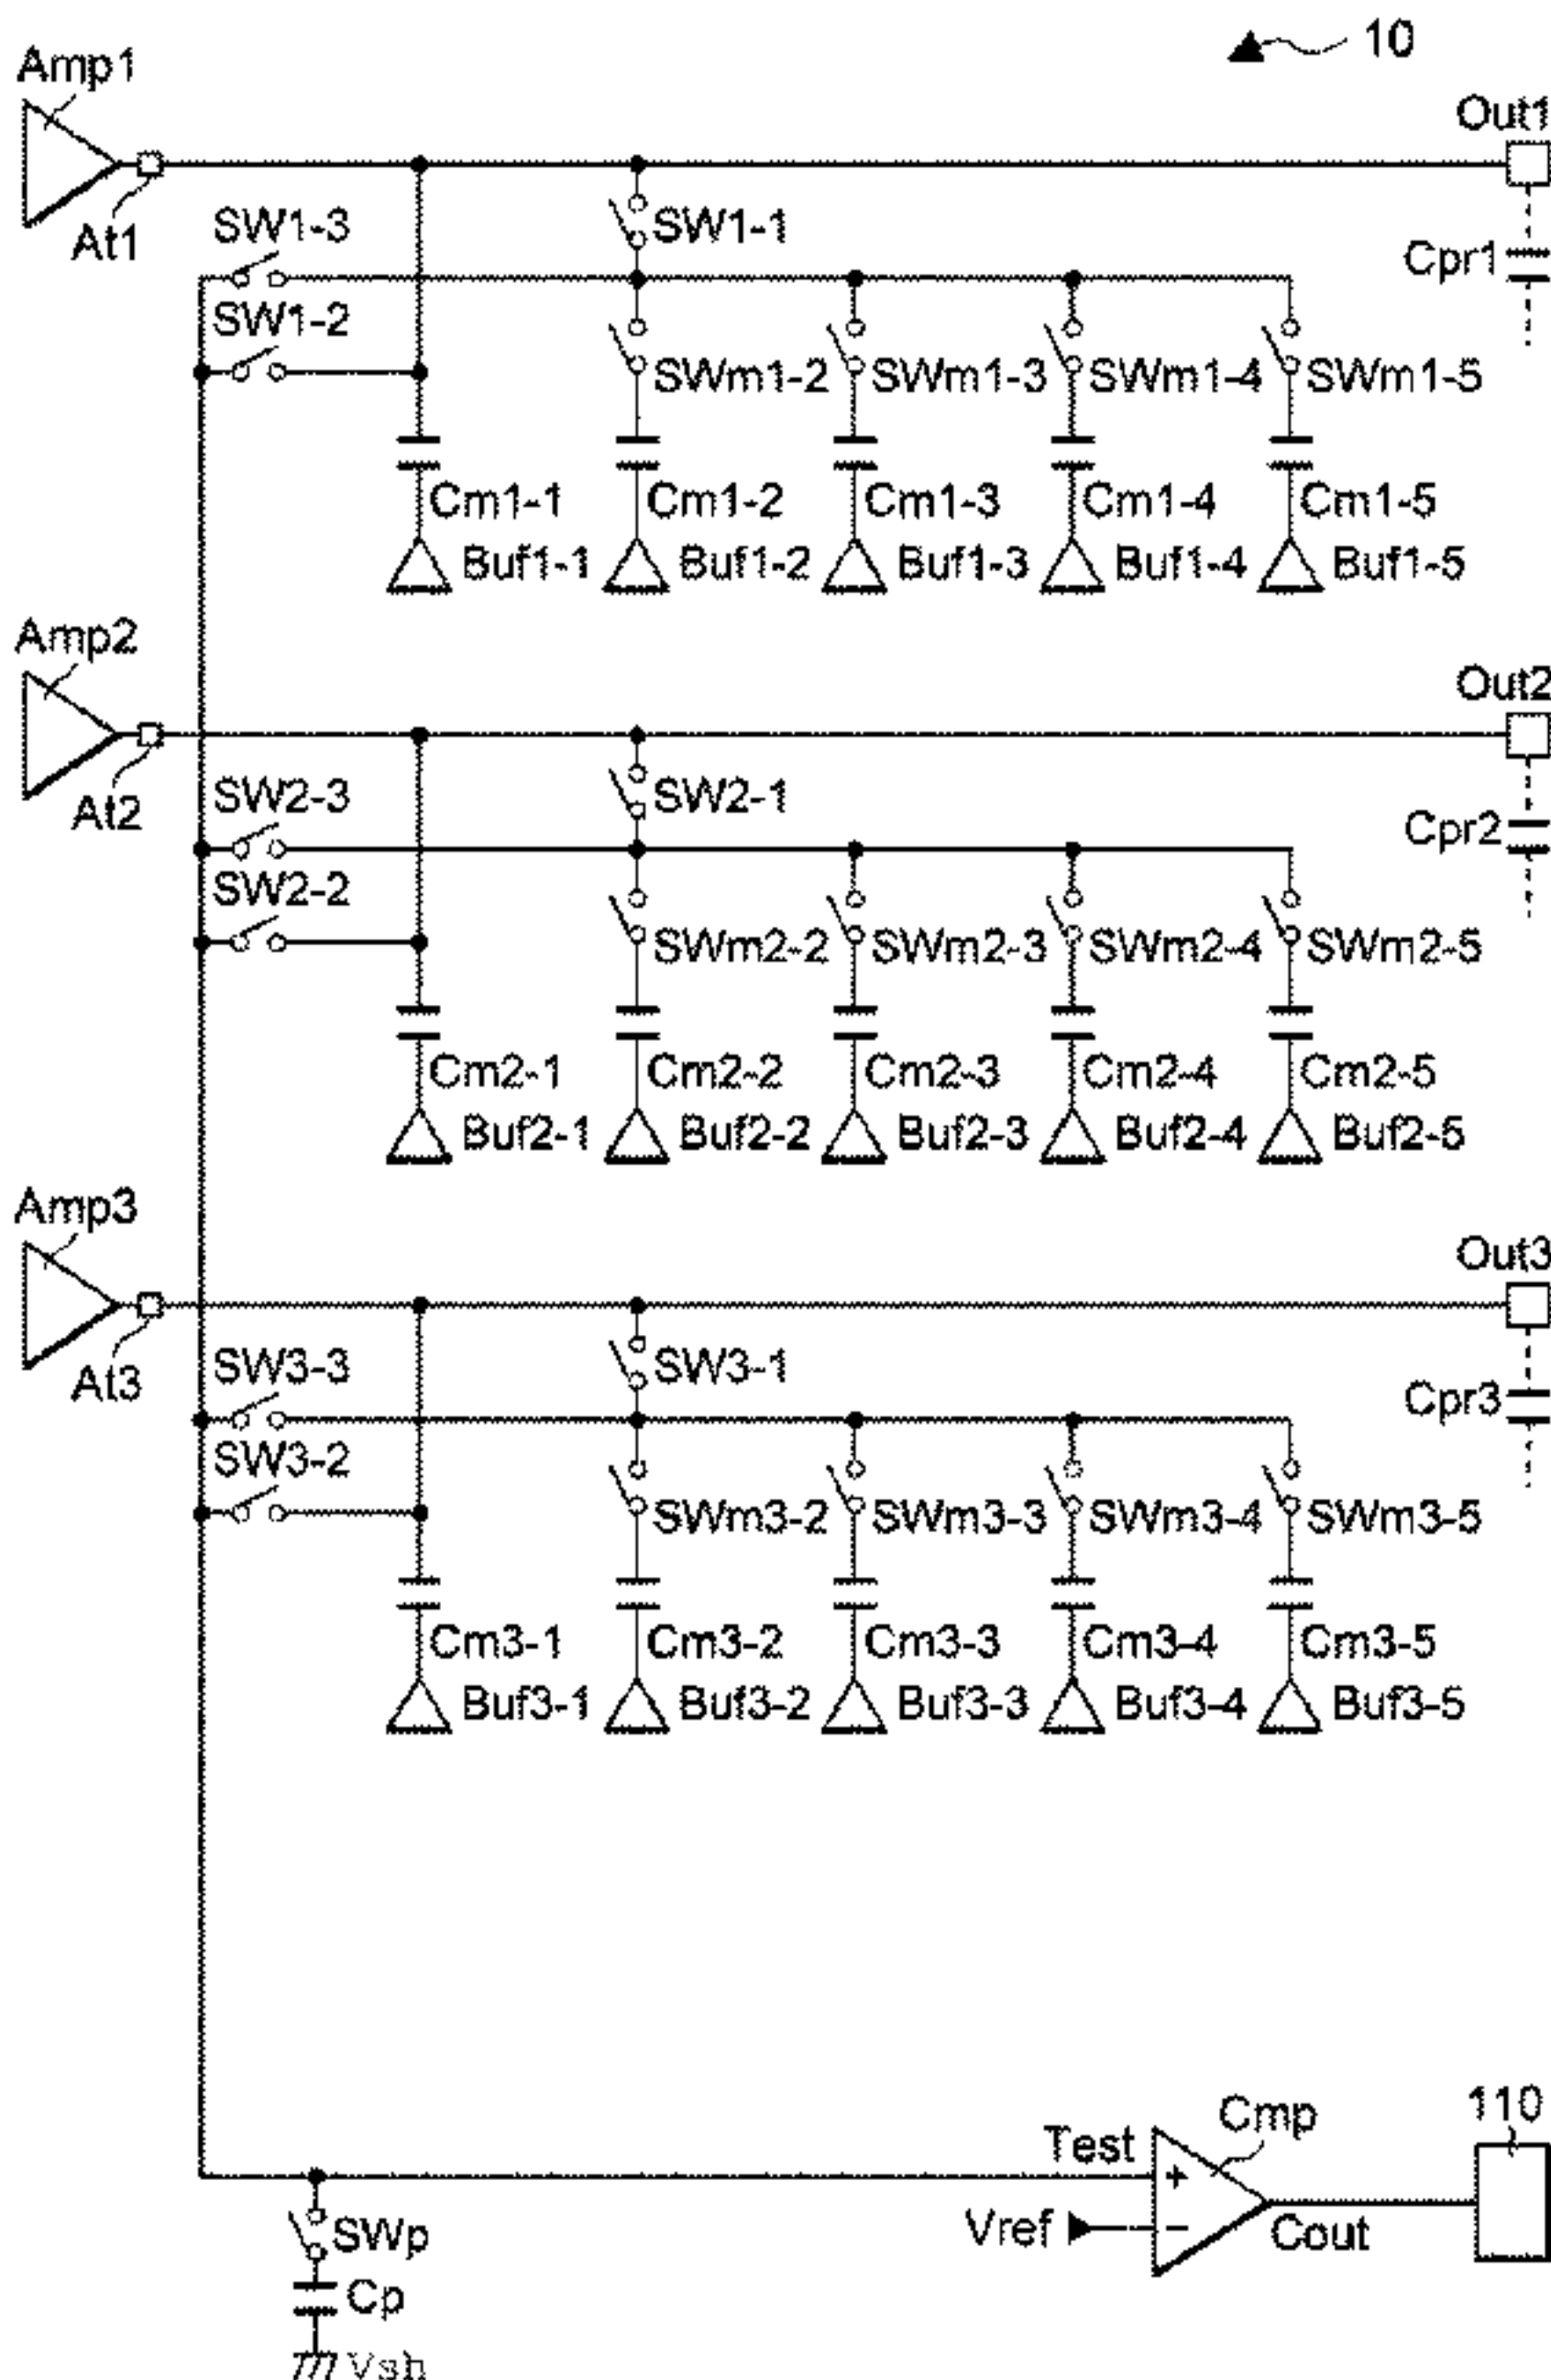 10
Amp1
Out1
At1
SW1-3
SW1-1
Cpr1
SW1-2
SWm1-2 SWm1-3 SWm1-4 SWm1-5
Cm1-1 Cm1-2 Cm1-3 Cm1-4 Cm1-5
Buf1-1 Buf1-2 Buf1-3 Buf1-4 Buf1-5
Amp2
Out2
At2
SW2-3
SW2-1
Cpr2
SW2-2
SWm2-2 SWm2-3 SWm2-4 SWm2-5
Cm2-1 Cm2-2 Cm2-3 Cm2-4 Cm2-5
Buf2-1 Buf2-2 Buf2-3 Buf2-4 Buf2-5
Amp3
Out3
At3
SW3-3
SW3-1
Cpr3
SW3-2
SWm3-2 SWm3-3 SWm3-4 SWm3-5
Cm3-1 Cm3-2 Cm3-3 Cm3-4 Cm3-5
Buf3-1 Buf3-2 Buf3-3 Buf3-4 Buf3-5
Test
Cmp
110
+
Vref
−
Cout
SWp
Cp
Vsh